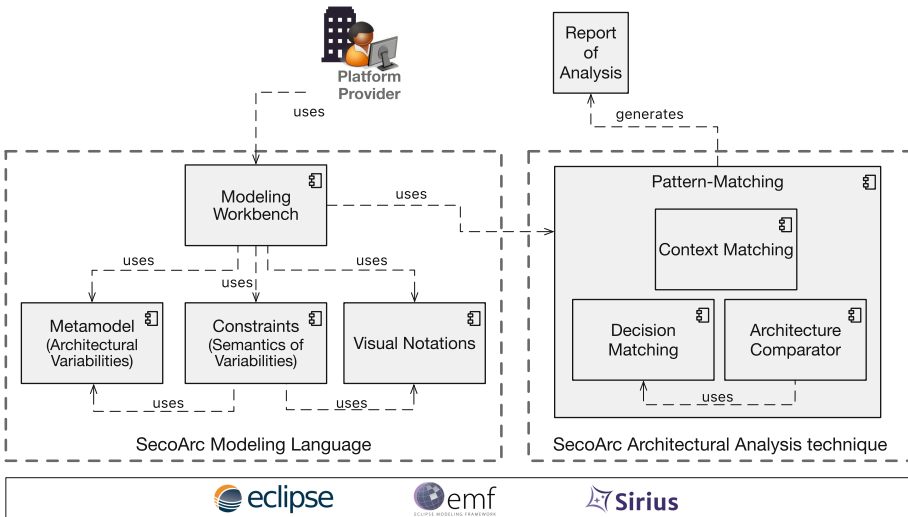 Platform
Provider
Report
of
Analysis
uses
generates
Modeling
Workbench
uses
Pattern-Matching
Context Matching
uses
uses
uses
Metamodel
(Architectural
Variabilities)
Constraints
(Semantics of
Variabilities)
Visual Notations
Decision
Matching
Architecture
Comparator
uses
uses
uses
SecoArc Modeling Language
SecoArc Architectural Analysis technique
eclipse
emf
ECLIPSE MODELING FRAMEWORK
Sirius